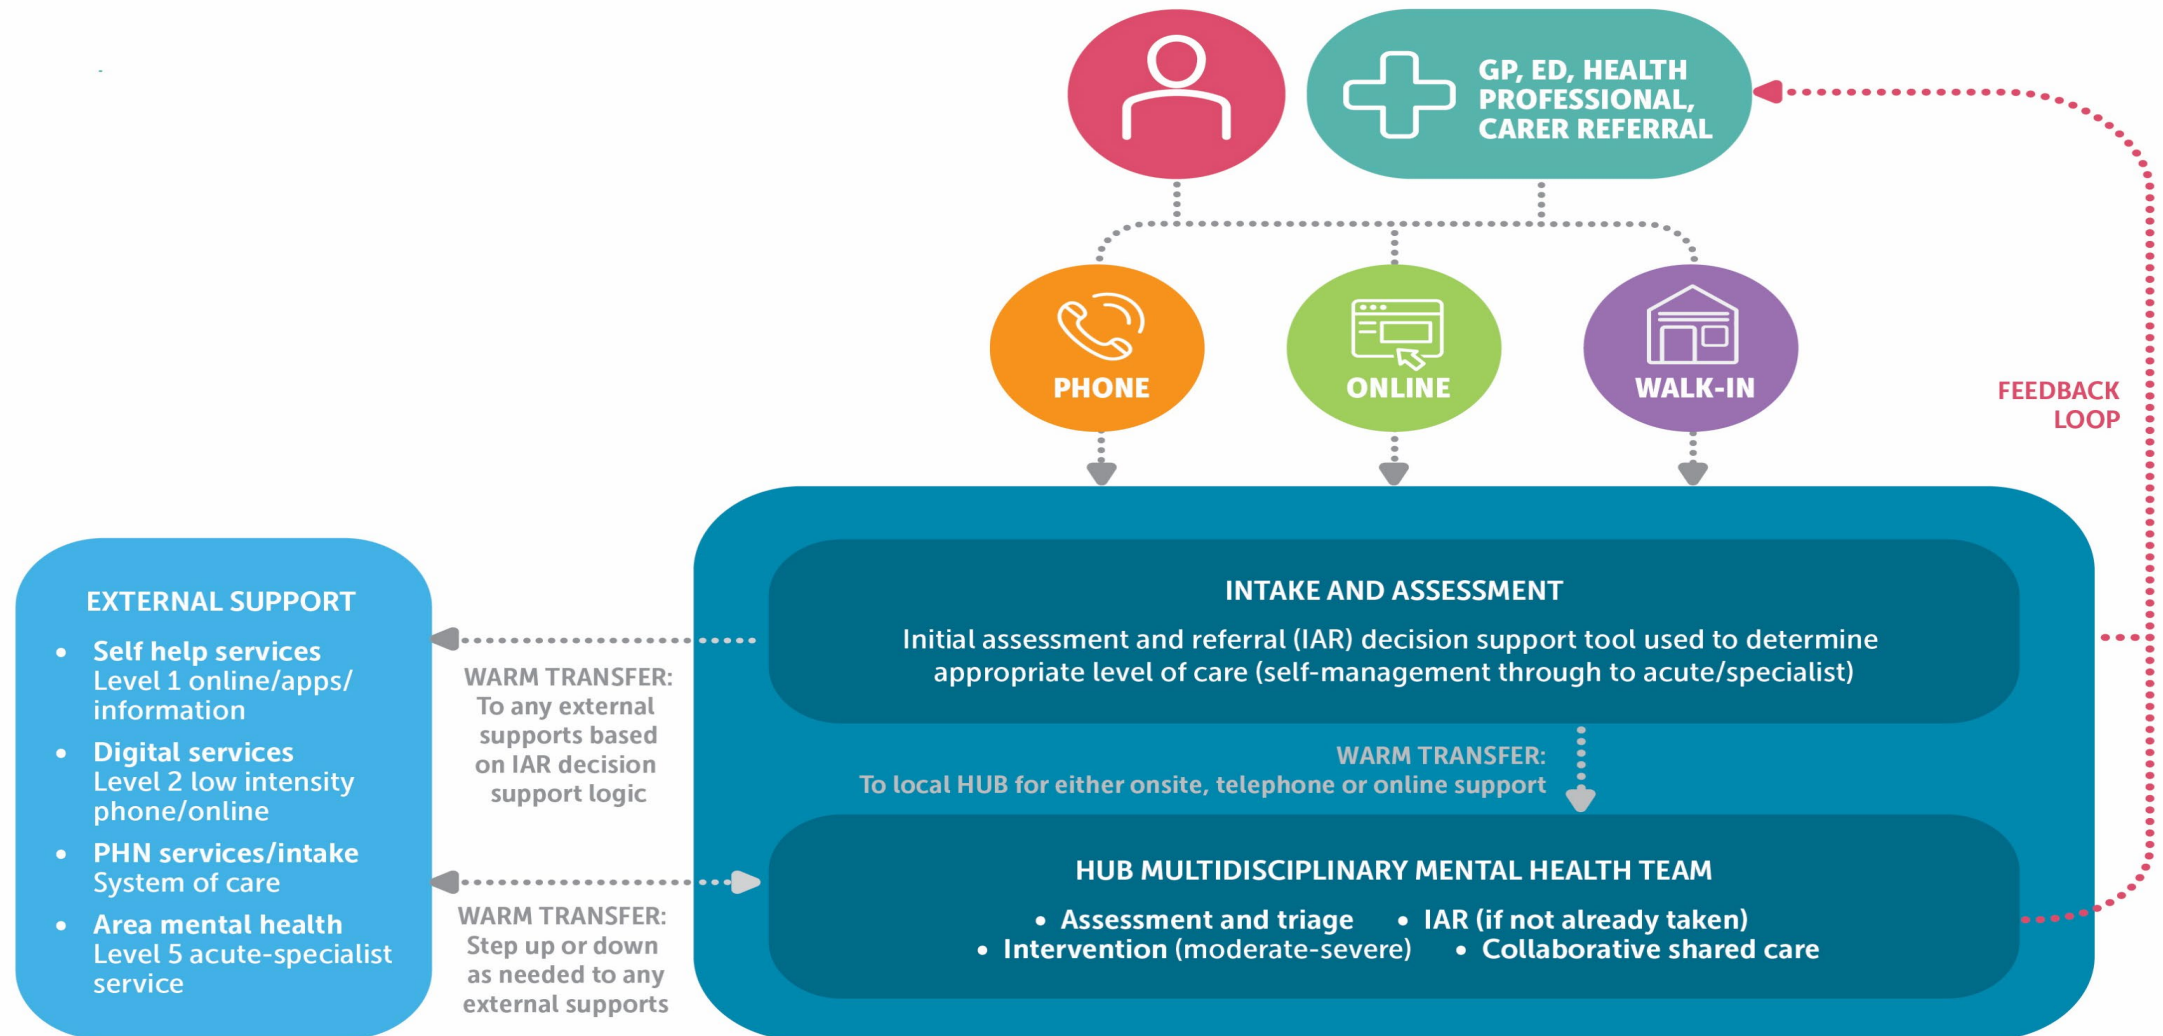 GP, ED, HEALTH
PROFESSIONAL,
CARER REFERRAL
PHONE
ONLINE
WALK-IN
FEEDBACK
LOOP
EXTERNAL SUPPORT
• Self help services
Level 1 online/apps/
information
• Digital services
Level 2 low intensity
phone/online
• PHN services/intake
System of care
• Area mental health
Level 5 acute-specialist
service
WARM TRANSFER:
To any external
supports based
on IAR decision
support logic
WARM TRANSFER:
Step up or down
as needed to any
external supports
INTAKE AND ASSESSMENT
Initial assessment and referral (IAR) decision support tool used to determine
appropriate level of care (self-management through to acute/specialist)
WARM TRANSFER:
To local HUB for either onsite, telephone or online support
HUB MULTIDISCIPLINARY MENTAL HEALTH TEAM
• Assessment and triage • IAR (if not already taken)
• Intervention (moderate-severe) • Collaborative shared care